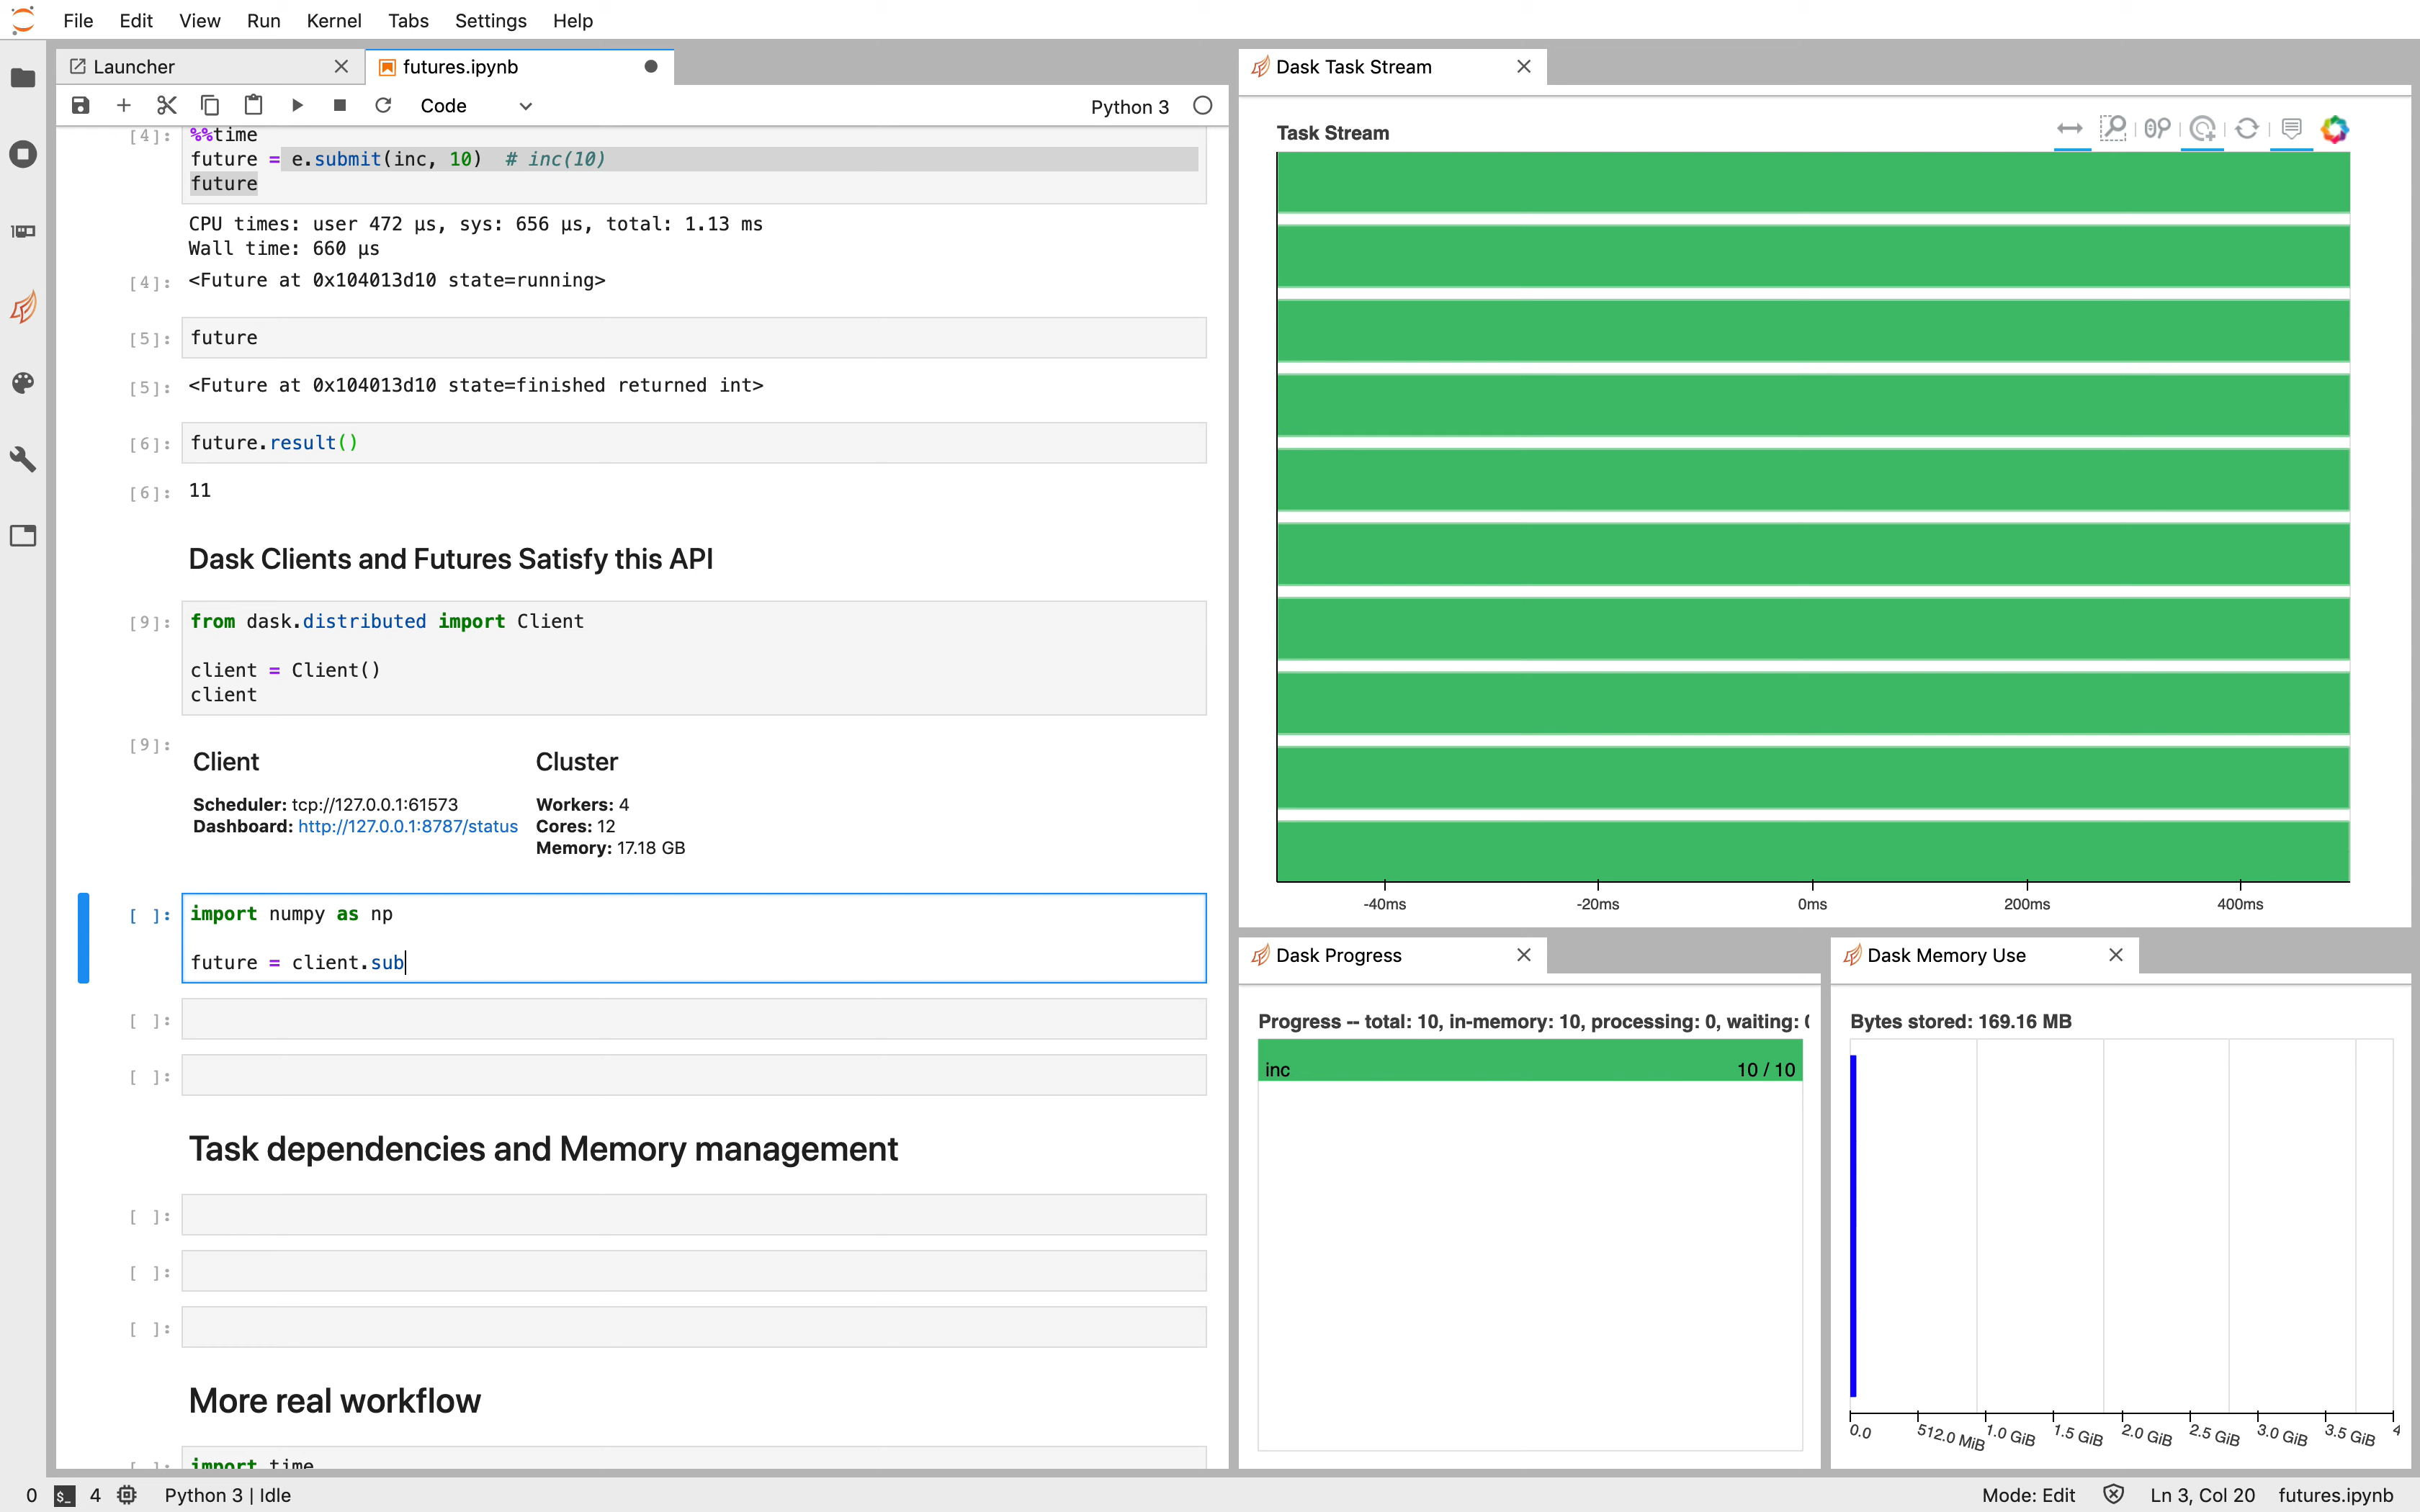 File Edit View Run Kernel Tabs Settings Help
Launcher
futures.ipynb
Code
Python 3
[4]: %%time
future = e.submit(inc, 10)  # inc(10)
future
CPU times: user 472 µs, sys: 656 µs, total: 1.13 ms
Wall time: 660 µs
[4]: <Future at 0x104013d10 state=running>
[5]: future
[5]: <Future at 0x104013d10 state=finished returned int>
[6]: future.result()
[6]: 11
Dask Clients and Futures Satisfy this API
[9]: from dask.distributed import Client
client = Client()
client
[9]:
Client
Scheduler: tcp://127.0.0.1:61573
Dashboard: http://127.0.0.1:8787/status
Cluster
Workers: 4
Cores: 12
Memory: 17.18 GB
[ ]: import numpy as np
future = client.sub
[ ]:
[ ]:
Task dependencies and Memory management
[ ]:
[ ]:
[ ]:
More real workflow
[ ]: import time
Dask Task Stream
Task Stream
-40ms -20ms 0ms 200ms 400ms
Dask Progress
Progress -- total: 10, in-memory: 10, processing: 0, waiting:
inc 10 / 10
Dask Memory Use
Bytes stored: 169.16 MB
0.0 512.0 MiB 1.0 GiB 1.5 GiB 2.0 GiB 2.5 GiB 3.0 GiB 3.5 GiB 4
0 $_ 4 Python 3 | Idle
Mode: Edit Ln 3, Col 20 futures.ipynb